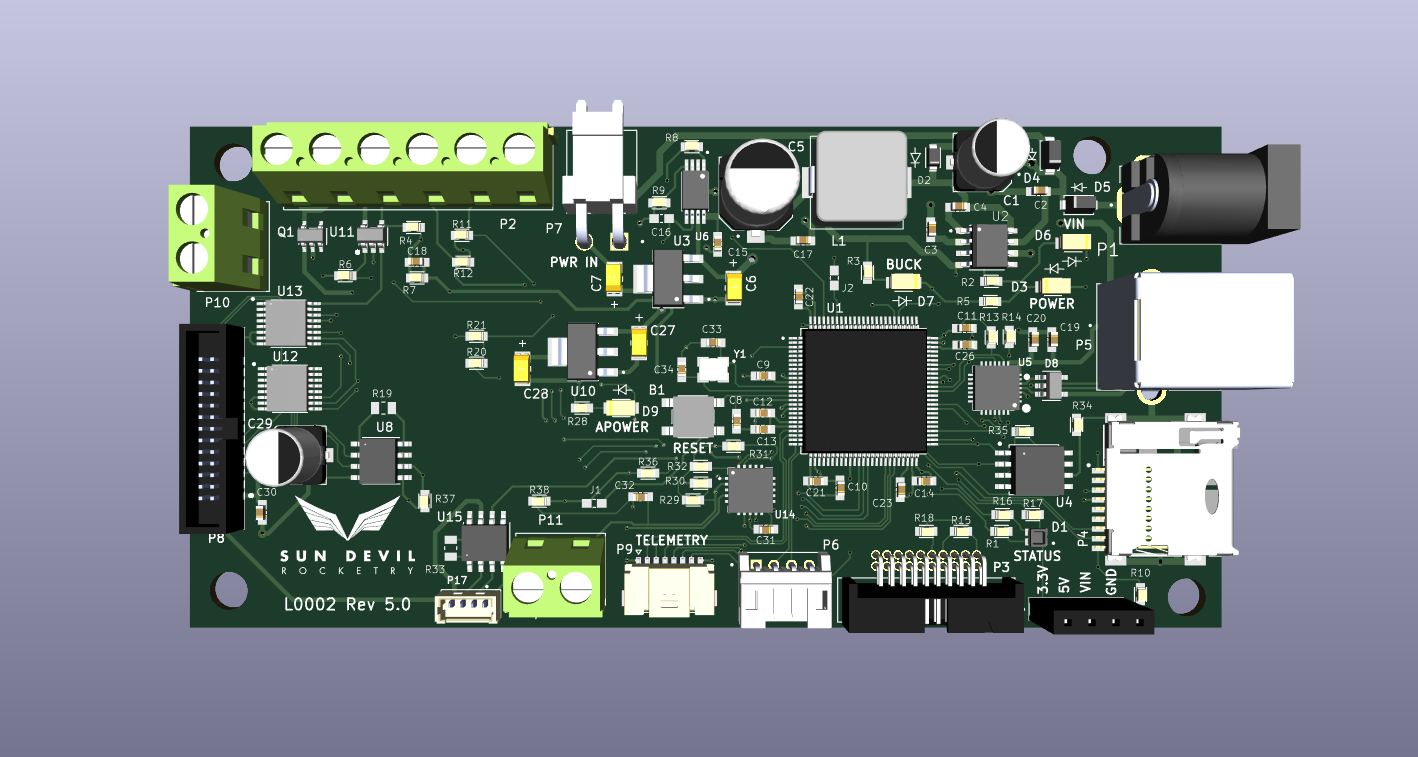 R8
C5
D2
D4
C1
C2
D5
R9
C16
P7
P2
Q1
U11
R4
R11
U6
C15
C17
L1
C4
C3
U2
VIN
D6
P1
C18
R12
R6
R7
PWR IN
U3
C7
C6
+
+
R3
BUCK
D7
J2
C22
R2
R5
D3
POWER
P10
U13
U1
R21
R20
+
C27
+
C28
U10
C33
C34
Y1
C9
C11
C26
R13
R14
C20
C19
P5
U5
D8
U12
R19
U8
R28
D9
APOWER
B1
RESET
C8
C12
C13
R34
R35
C29
C30
P8
R37
R36
R32
R30
R29
R31
U14
C31
C32
C21
C10
C23
C14
U4
P4
R38
J1
P11
U15
R33
P17
P9
TELEMETRY
P6
R18
R15
R16
R17
R1
D1
STATUS
P3
3.3V
5V
VIN
GND
R10
SUN DEVIL
ROCKETRY
L0002 Rev 5.0